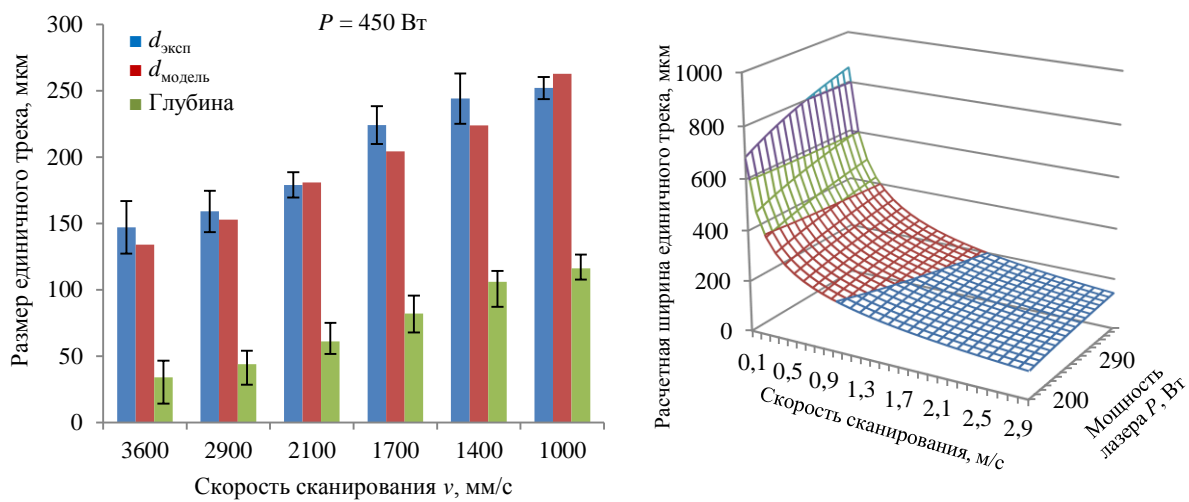 P = 450 Вт
dэксп
dмодель
Глубина
Размер единичного трека, мкм
300
250
200
150
100
50
0
3600 2900 2100 1700 1400 1000
Скорость сканирования v, мм/с
Расчетная ширина единичного трека, мкм
1000
800
600
400
200
0
0,1 0,5 0,9 1,3 1,7 2,1 2,5 2,9
Скорость сканирования, м/с
200 290
Мощность
лазера P, Вт